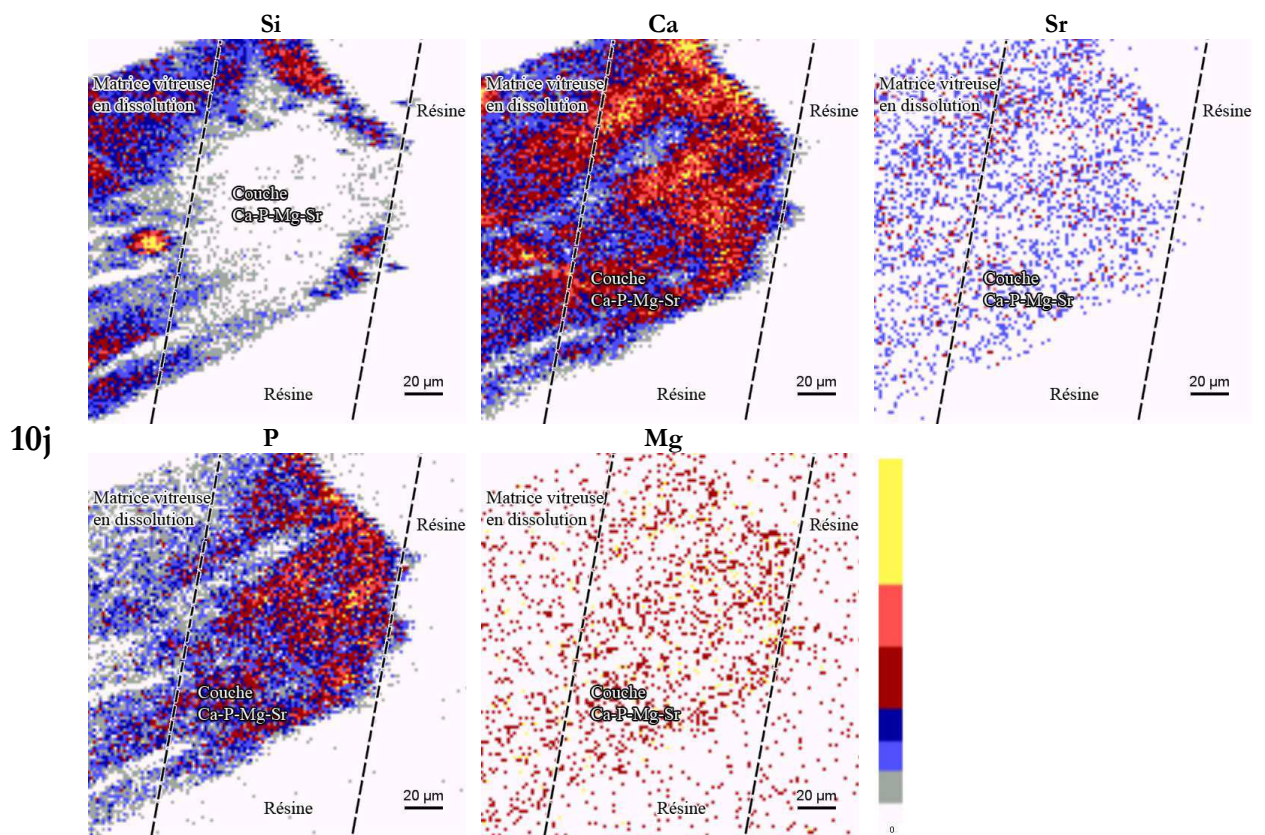 Si
Ca
Sr
Matrice vitreuse
en dissolution
Résine
Couche
Ca-P-Mg-Sr
Résine
20 µm
Matrice vitreuse
en dissolution
Résine
Couche
Ca-P-Mg-Sr
Résine
20 µm
Matrice vitreuse
en dissolution
Résine
Couche
Ca-P-Mg-Sr
Résine
20 µm
10j
P
Mg
Matrice vitreuse
en dissolution
Résine
Couche
Ca-P-Mg-Sr
Résine
20 µm
Matrice vitreuse
en dissolution
Résine
Couche
Ca-P-Mg-Sr
Résine
20 µm
0